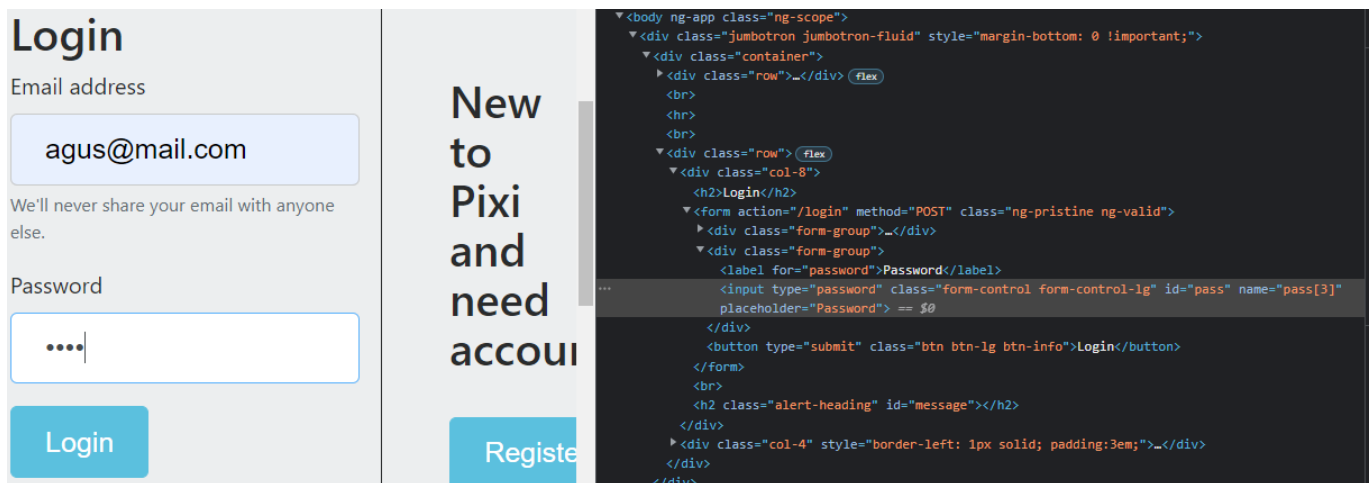 Login
Email address
agus@mail.com
We'll never share your email with anyone
else.
Password
••••
Login
New
to
Pixi
and
need
Registe
▼<body ng-app class="ng-scope">
▼<div class="jumbotron jumbotron-fluid" style="margin-bottom: 0 !important;">
▼<div class="container">
▶<div class="row">…</div> flex
<br>
<hr>
<br>
▼<div class="row"> flex
▼<div class="col-8">
<h2>Login</h2>
▼<form action="/login" method="POST" class="ng-pristine ng-valid">
▶<div class="form-group">…</div>
▼<div class="form-group">
<label for="password">Password</label>
… <input type="password" class="form-control form-control-lg" id="pass" name="pass[3]"
placeholder="Password"> == $0
</div>
<button type="submit" class="btn btn-lg btn-info">Login</button>
</form>
<br>
<h2 class="alert-heading" id="message"></h2>
</div>
▶<div class="col-4" style="border-left: 1px solid; padding:3em;">…</div>
</div>
</div>